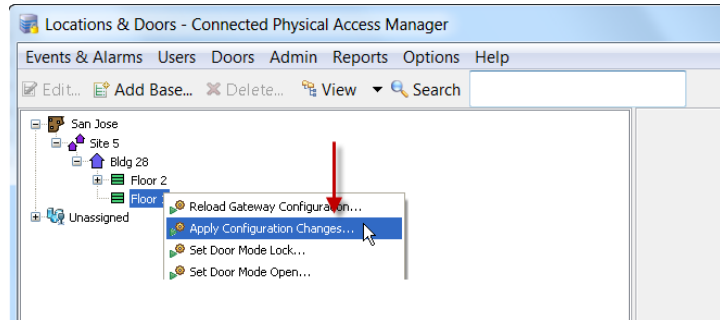 Locations & Doors - Connected Physical Access Manager
Events & Alarms Users Doors Admin Reports Options Help
Edit... Add Base... Delete... View Search
San Jose
Site 5
Bldg 28
Floor 2
Floor
Unassigned
Reload Gateway Configuration...
Apply Configuration Changes...
Set Door Mode Lock...
Set Door Mode Open...